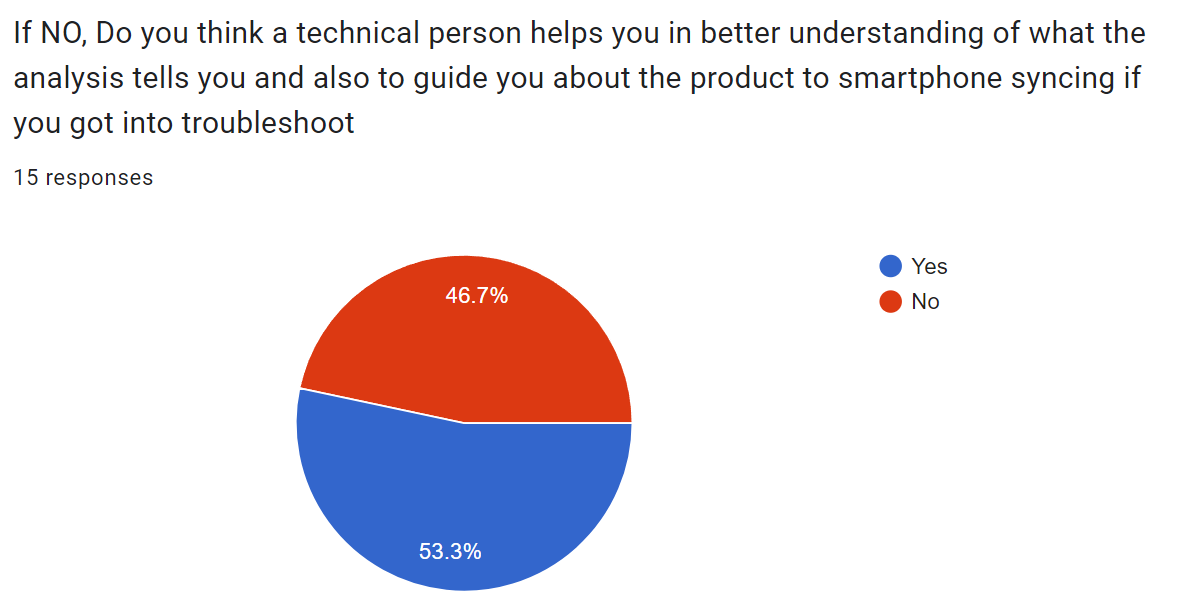 If NO, Do you think a technical person helps you in better understanding of what the
analysis tells you and also to guide you about the product to smartphone syncing if
you got into troubleshoot
15 responses
46.7%
53.3%
Yes
No